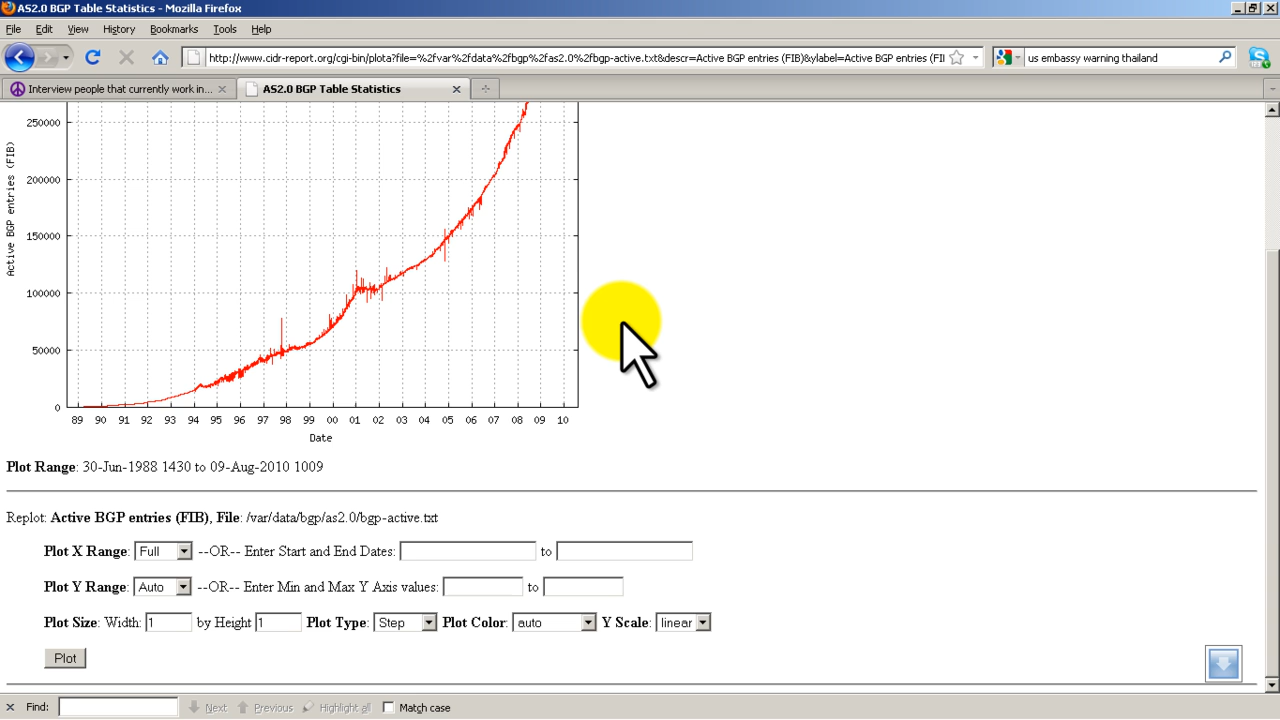 AS2.0 BGP Table Statistics - Mozilla Firefox
File Edit View History Bookmarks Tools Help
http://www.cidr-report.org/cgi-bin/plota?file=%2fvar%2fdata%2fbgp%2fas2.0%2fbgp-active.txt&descr=Active BGP entries (FIB)&ylabel=Active BGP entries (FII us embassy warning thailand
Interview people that currently work in... AS2.0 BGP Table Statistics
250000
200000
150000
100000
50000
0
Active BGP entries (FIB)
89 90 91 92 93 94 95 96 97 98 99 00 01 02 03 04 05 06 07 08 09 10
Date
Plot Range: 30-Jun-1988 1430 to 09-Aug-2010 1009
Replot: Active BGP entries (FIB), File: /var/data/bgp/as2.0/bgp-active.txt
Plot X Range: Full --OR-- Enter Start and End Dates: to
Plot Y Range: Auto --OR-- Enter Min and Max Y Axis values: to
Plot Size: Width: 1 by Height 1 Plot Type: Step Plot Color: auto Y Scale: linear
Plot
Find: Next Previous Highlight all Match case